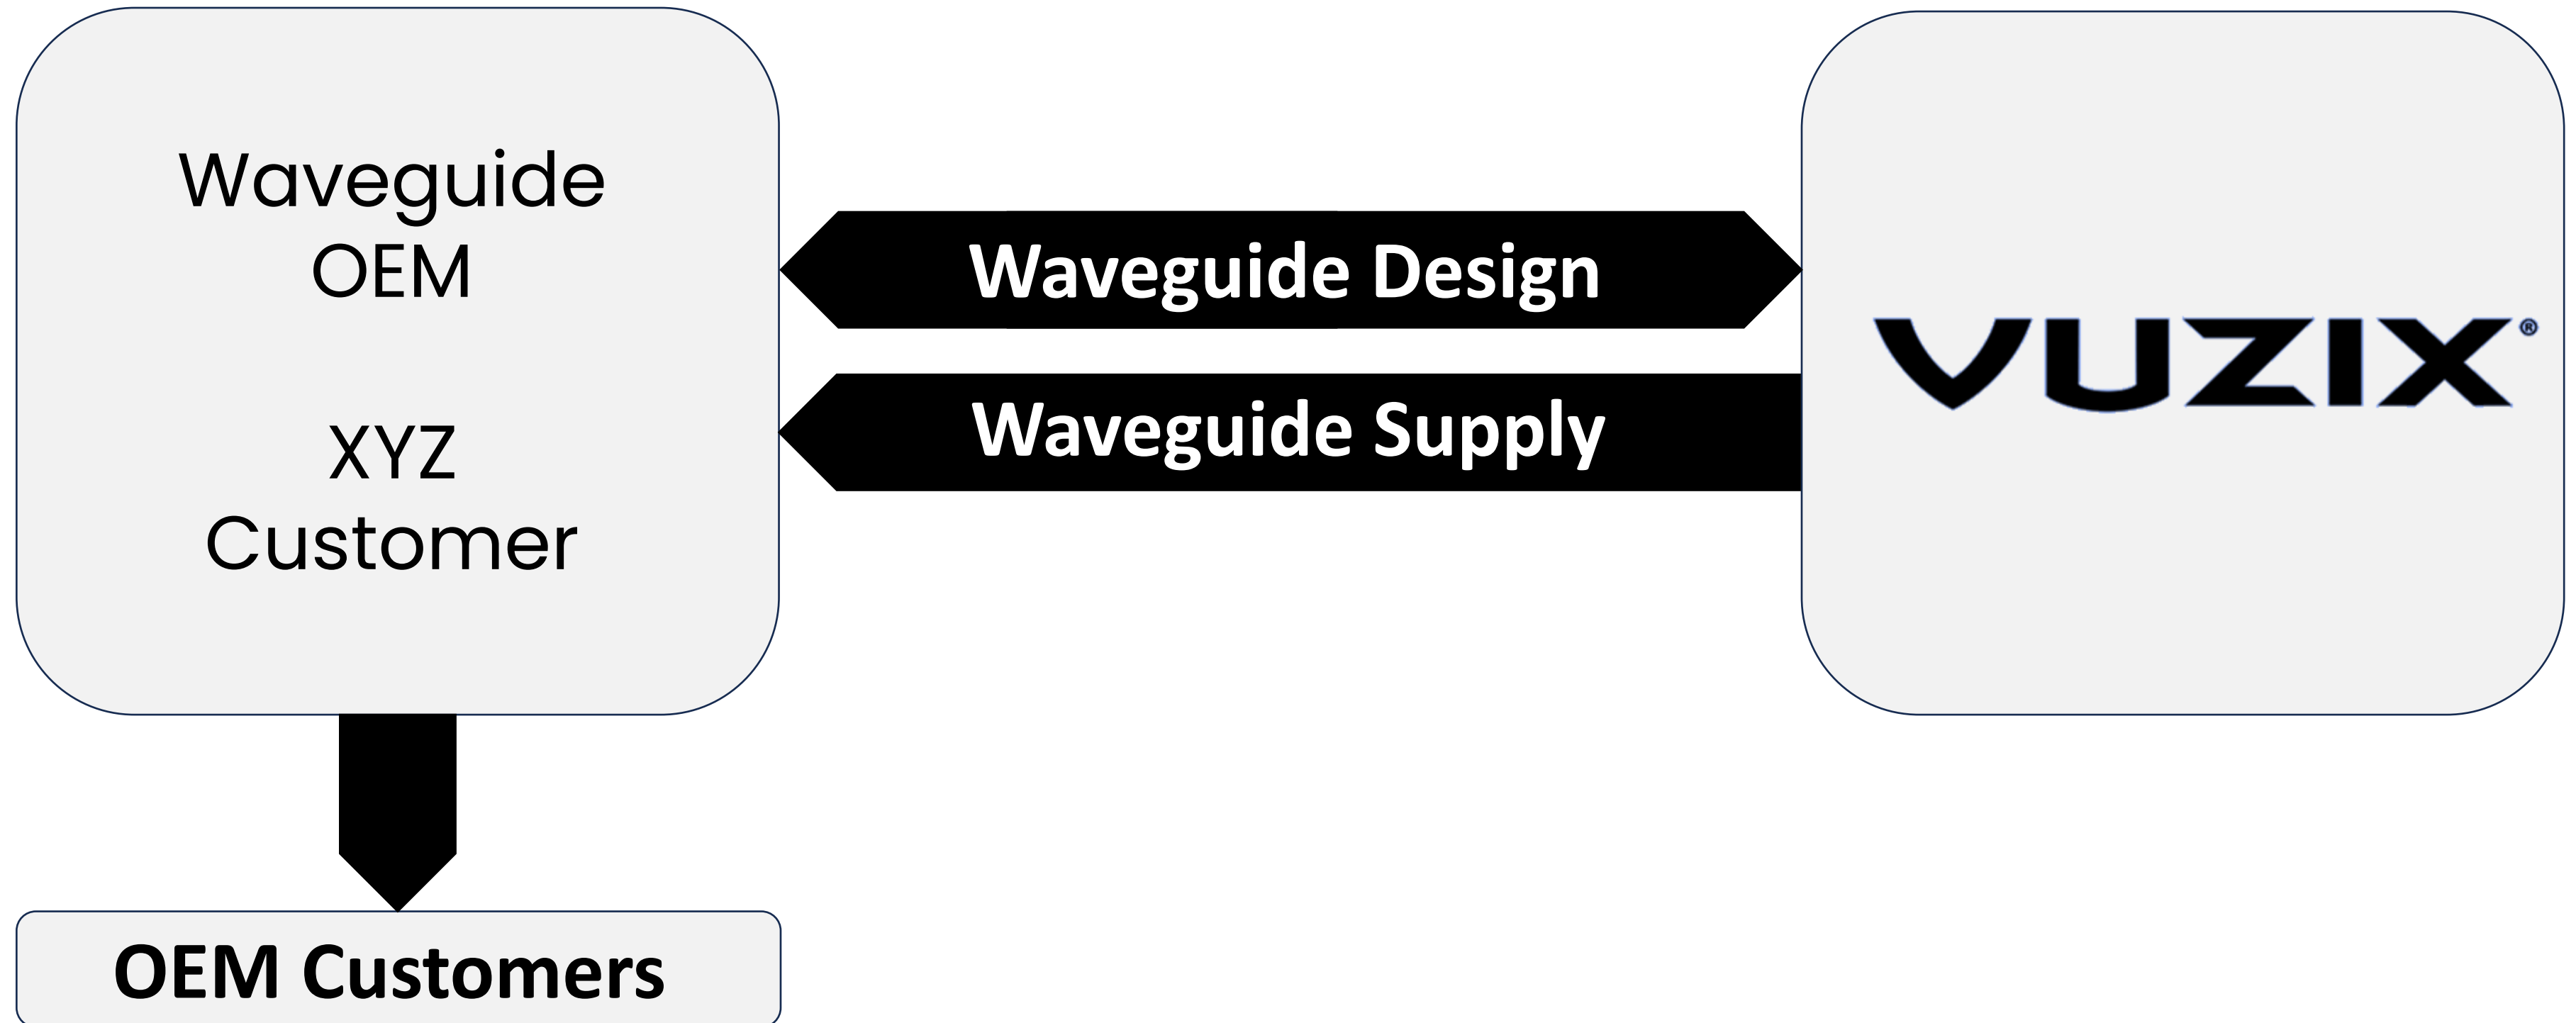 Waveguide
OEM
XYZ
Customer
Waveguide Design
Waveguide Supply
VUZIX®
OEM Customers